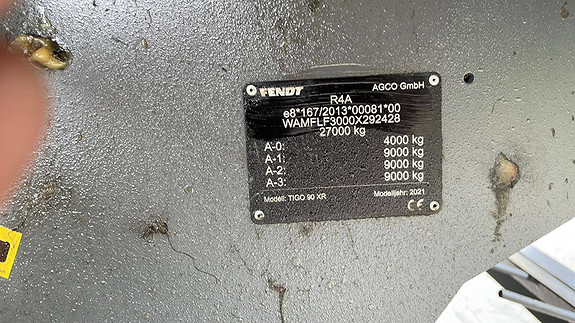 FENDT AGCO GmbH
R4A
e8*167/2013*00081*00
WAMFLF3000X292428
27000 kg
A-0: 4000 kg
A-1: 9000 kg
A-2: 9000 kg
A-3: 9000 kg
Modell: TIGO 90 XR Modelljahr: 2021
CE